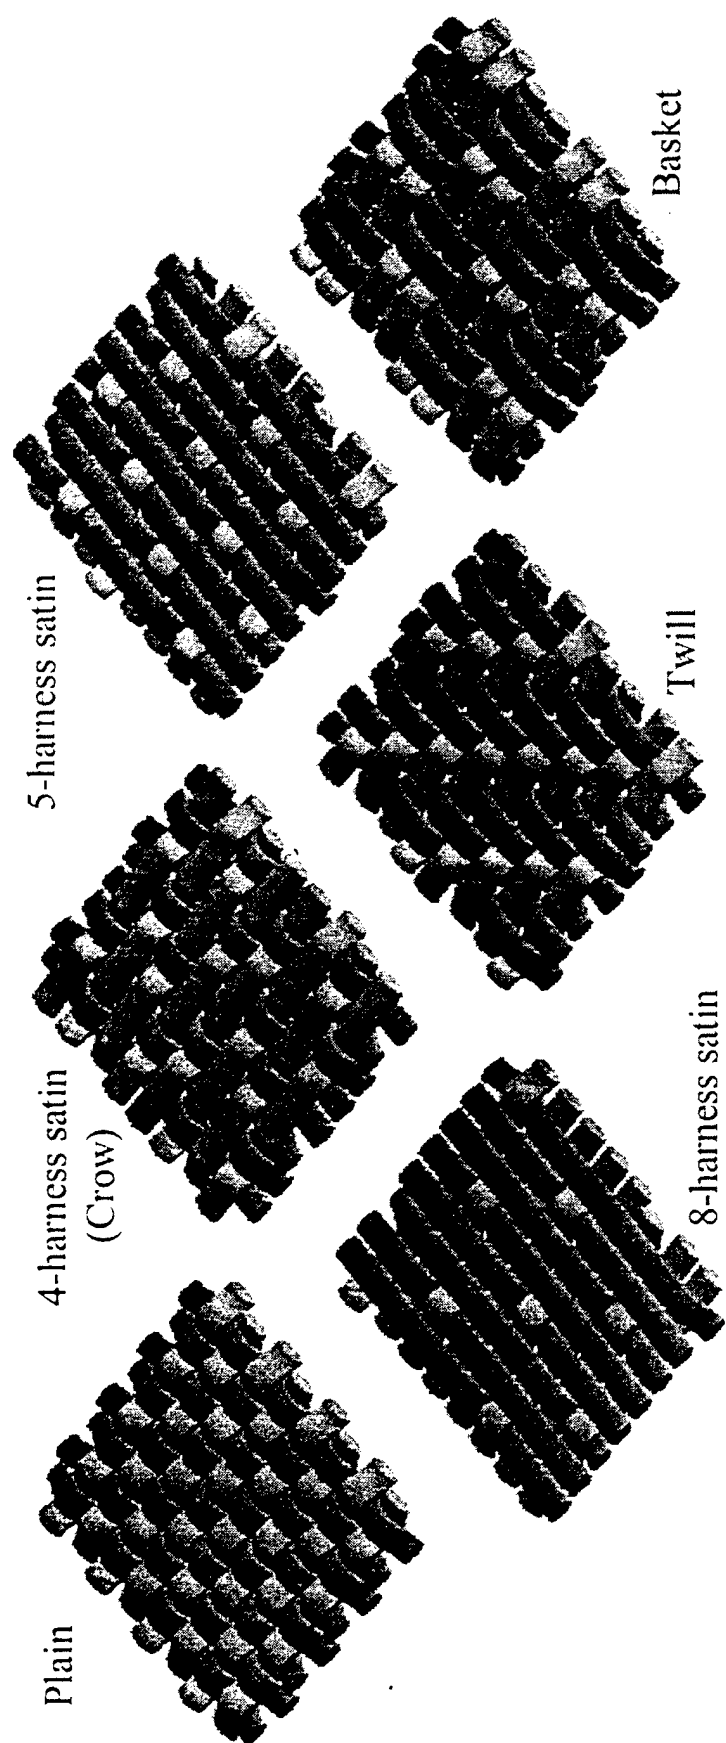 Plain
4-harness satin
(Crow)
5-harness satin
8-harness satin
Twill
Basket